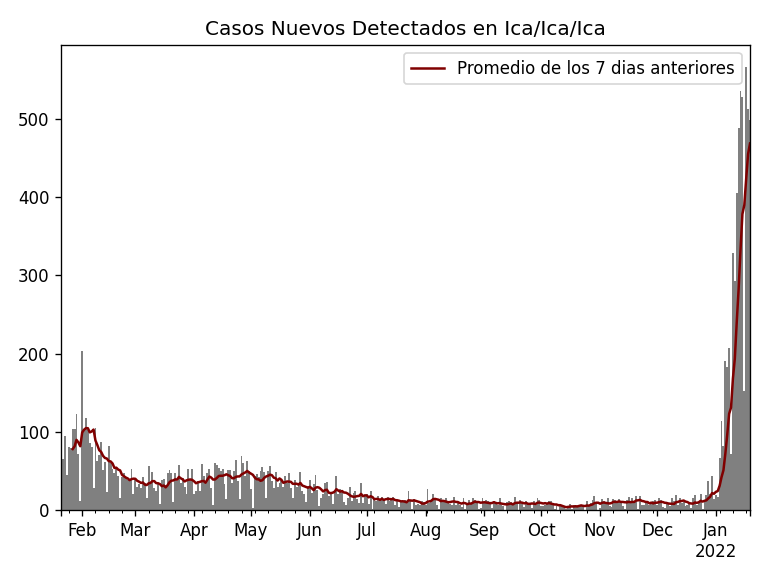 Casos Nuevos Detectados en Ica/Ica/Ica
Promedio de los 7 dias anteriores
500
400
300
200
100
0
Feb Mar Apr May Jun Jul Aug Sep Oct Nov Dec Jan
2022